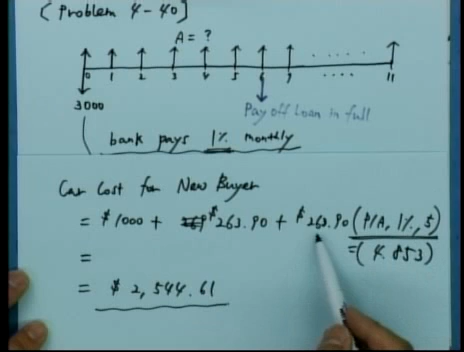 (Problem 4-40]
A = ?
0 1 2 3 4 5 6 7 .... 11
3000
Pay off Loan in full
bank pays 1% monthly
Car Cost for New Buyer
= $1000 + $263.90 + $263.90 (P/A, 1%, 5)
= =(4.853)
= $2,544.61